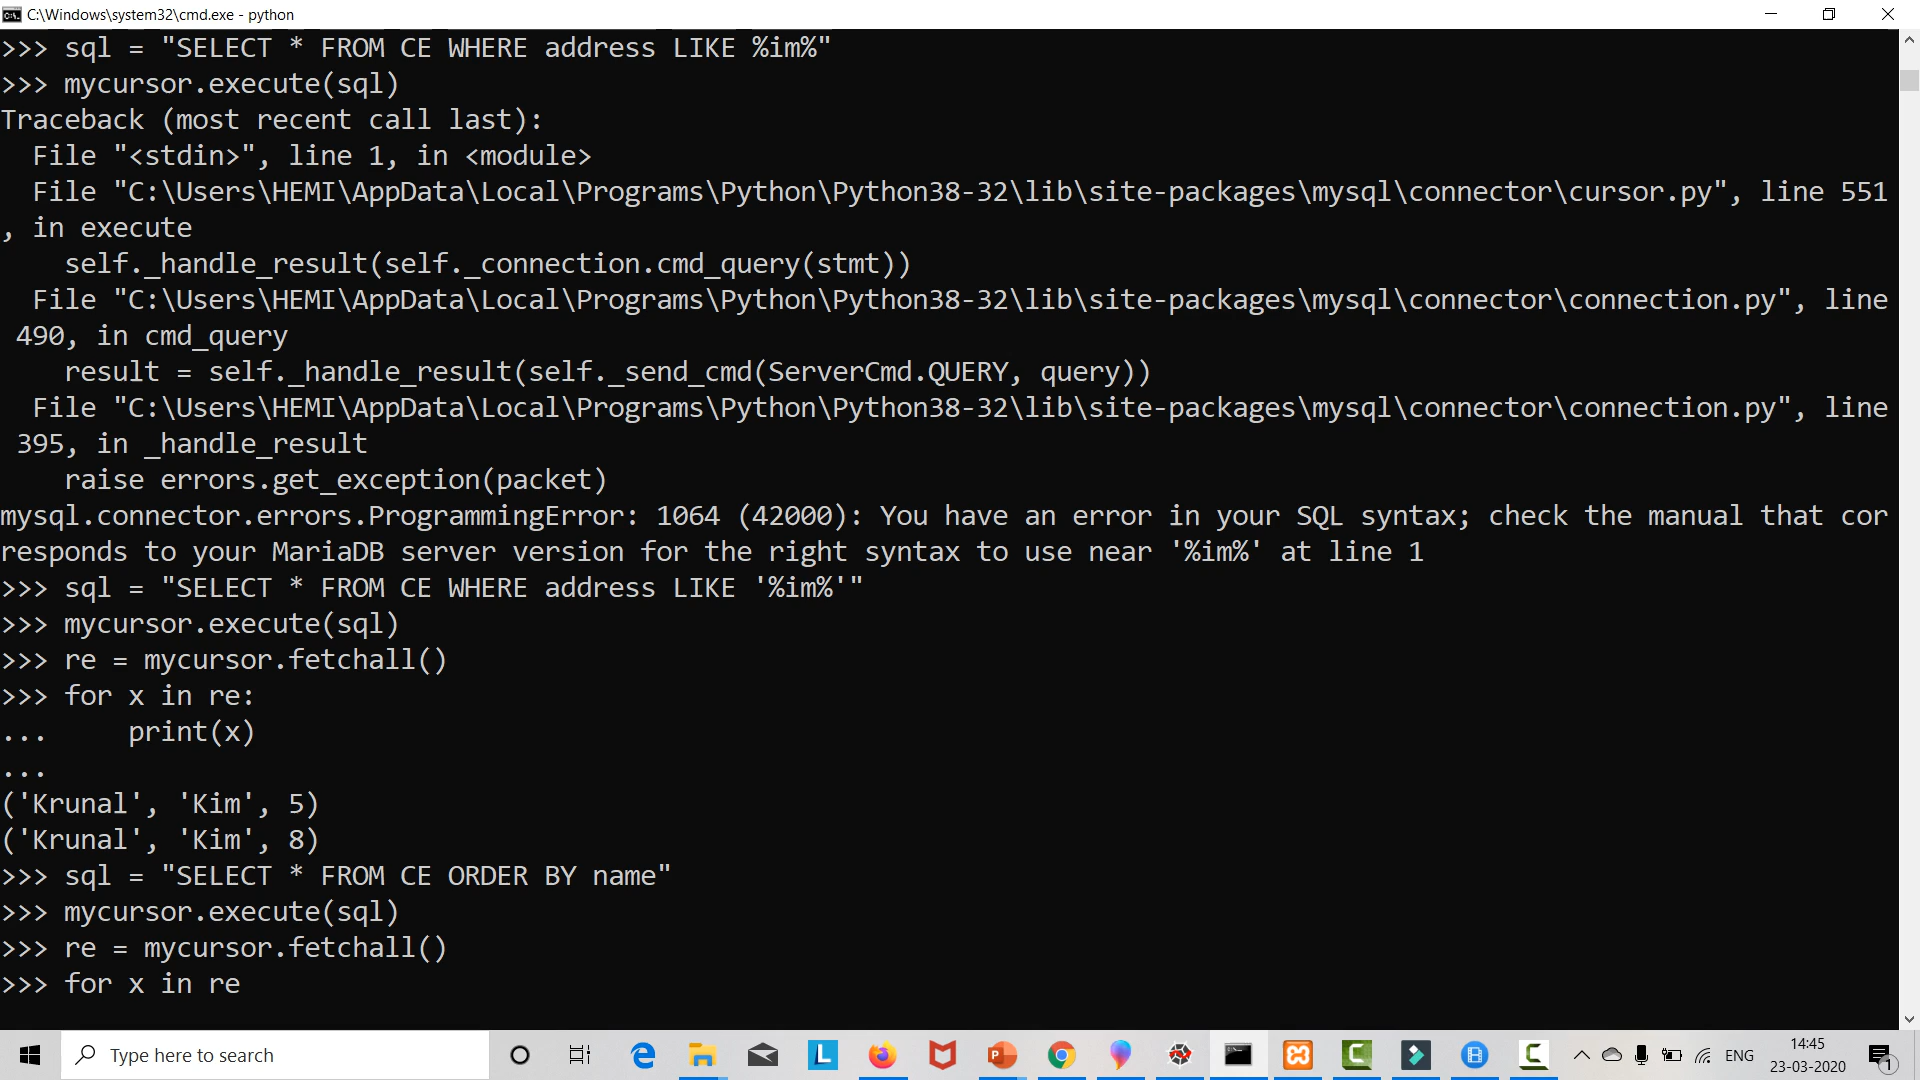 C:\Windows\system32\cmd.exe - python
>>> sql = "SELECT * FROM CE WHERE address LIKE %im%"
>>> mycursor.execute(sql)
Traceback (most recent call last):
  File "<stdin>", line 1, in <module>
  File "C:\Users\HEMI\AppData\Local\Programs\Python\Python38-32\lib\site-packages\mysql\connector\cursor.py", line 551
, in execute
    self._handle_result(self._connection.cmd_query(stmt))
  File "C:\Users\HEMI\AppData\Local\Programs\Python\Python38-32\lib\site-packages\mysql\connector\connection.py", line
 490, in cmd_query
    result = self._handle_result(self._send_cmd(ServerCmd.QUERY, query))
  File "C:\Users\HEMI\AppData\Local\Programs\Python\Python38-32\lib\site-packages\mysql\connector\connection.py", line
 395, in _handle_result
    raise errors.get_exception(packet)
mysql.connector.errors.ProgrammingError: 1064 (42000): You have an error in your SQL syntax; check the manual that cor
responds to your MariaDB server version for the right syntax to use near '%im%' at line 1
>>> sql = "SELECT * FROM CE WHERE address LIKE '%im%'"
>>> mycursor.execute(sql)
>>> re = mycursor.fetchall()
>>> for x in re:
...     print(x)
...
('Krunal', 'Kim', 5)
('Krunal', 'Kim', 8)
>>> sql = "SELECT * FROM CE ORDER BY name"
>>> mycursor.execute(sql)
>>> re = mycursor.fetchall()
>>> for x in re
Type here to search
ENG
14:45
23-03-2020
1